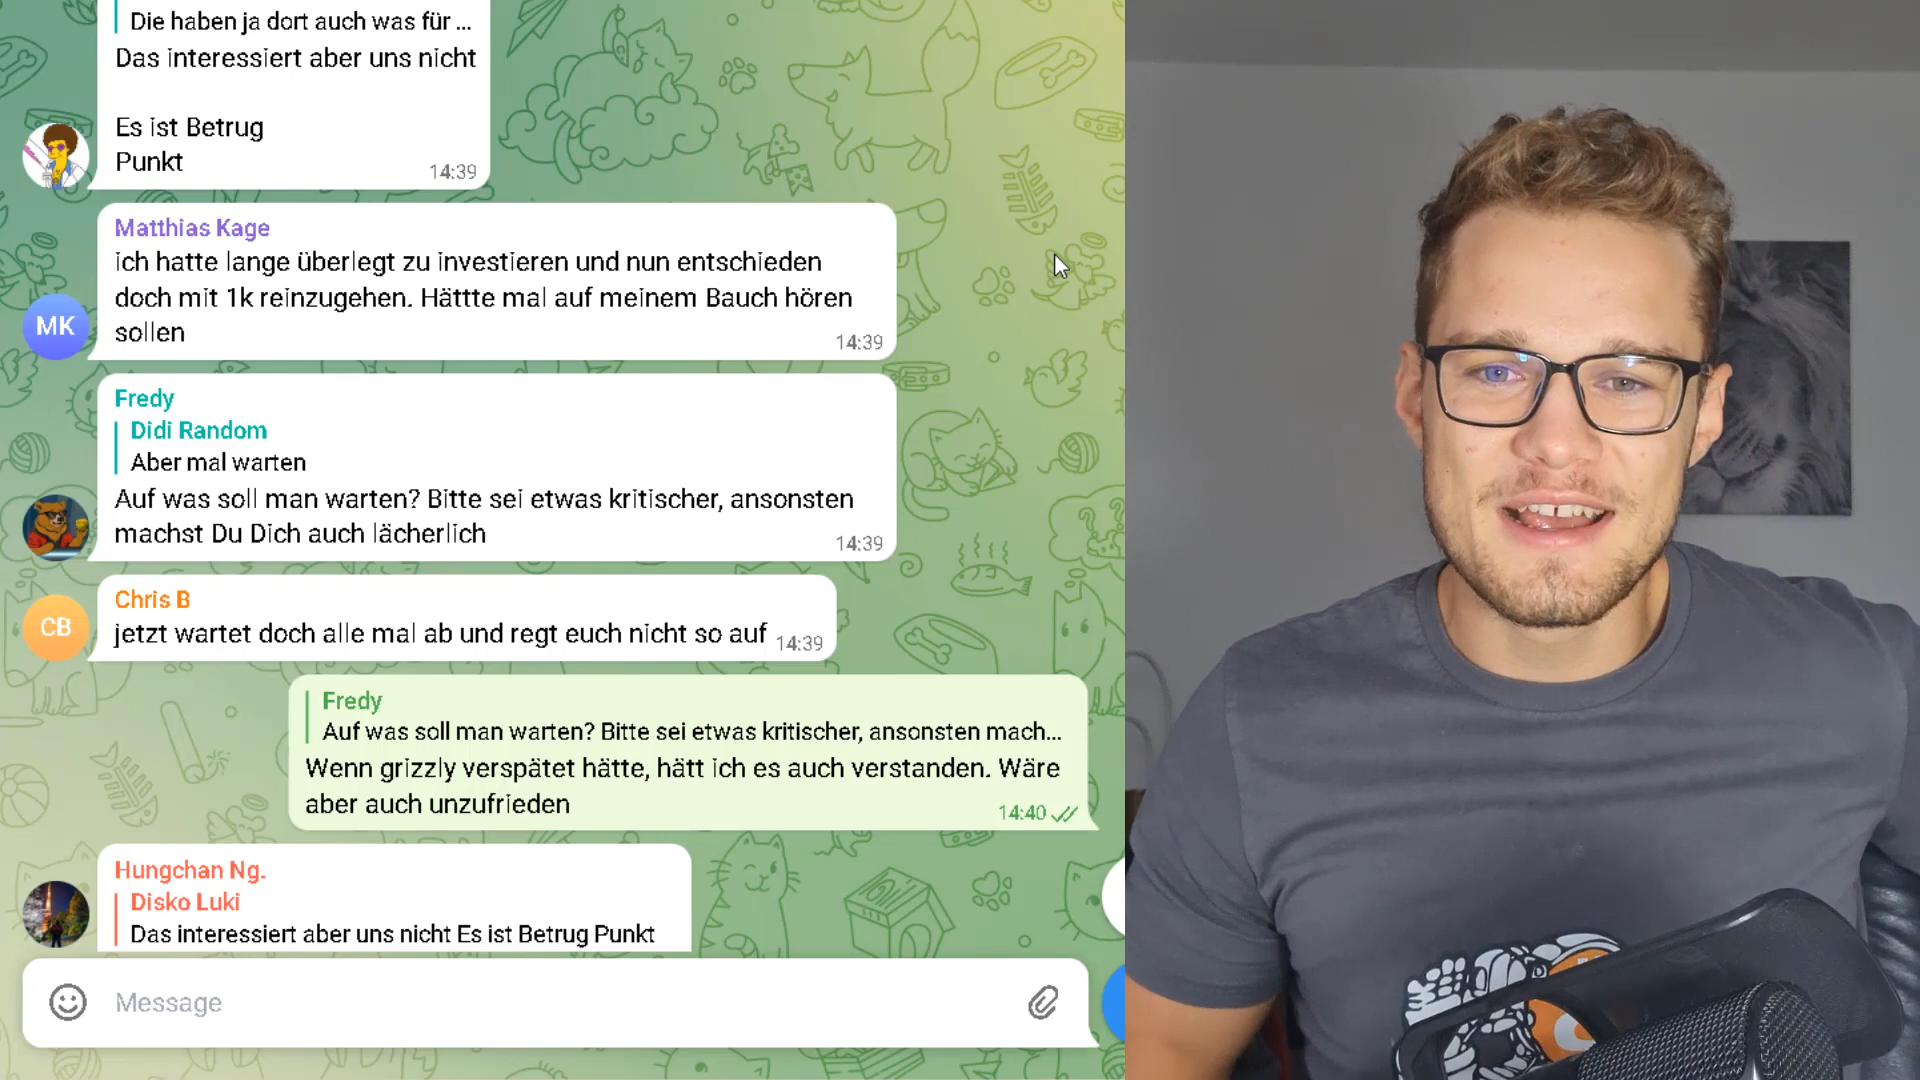 Die haben ja dort auch was für ...
Das interessiert aber uns nicht
Es ist Betrug
Punkt
14:39
Matthias Kage
ich hatte lange überlegt zu investieren und nun entschieden
doch mit 1k reinzugehen. Hättte mal auf meinem Bauch hören
sollen
14:39
MK
Fredy
Didi Random
Aber mal warten
Auf was soll man warten? Bitte sei etwas kritischer, ansonsten
machst Du Dich auch lächerlich
14:39
Chris B
CB
jetzt wartet doch alle mal ab und regt euch nicht so auf
14:39
Fredy
Auf was soll man warten? Bitte sei etwas kritischer, ansonsten mach...
Wenn grizzly verspätet hätte, hätt ich es auch verstanden. Wäre
aber auch unzufrieden
14:40
Hungchan Ng.
Disko Luki
Das interessiert aber uns nicht Es ist Betrug Punkt
Message